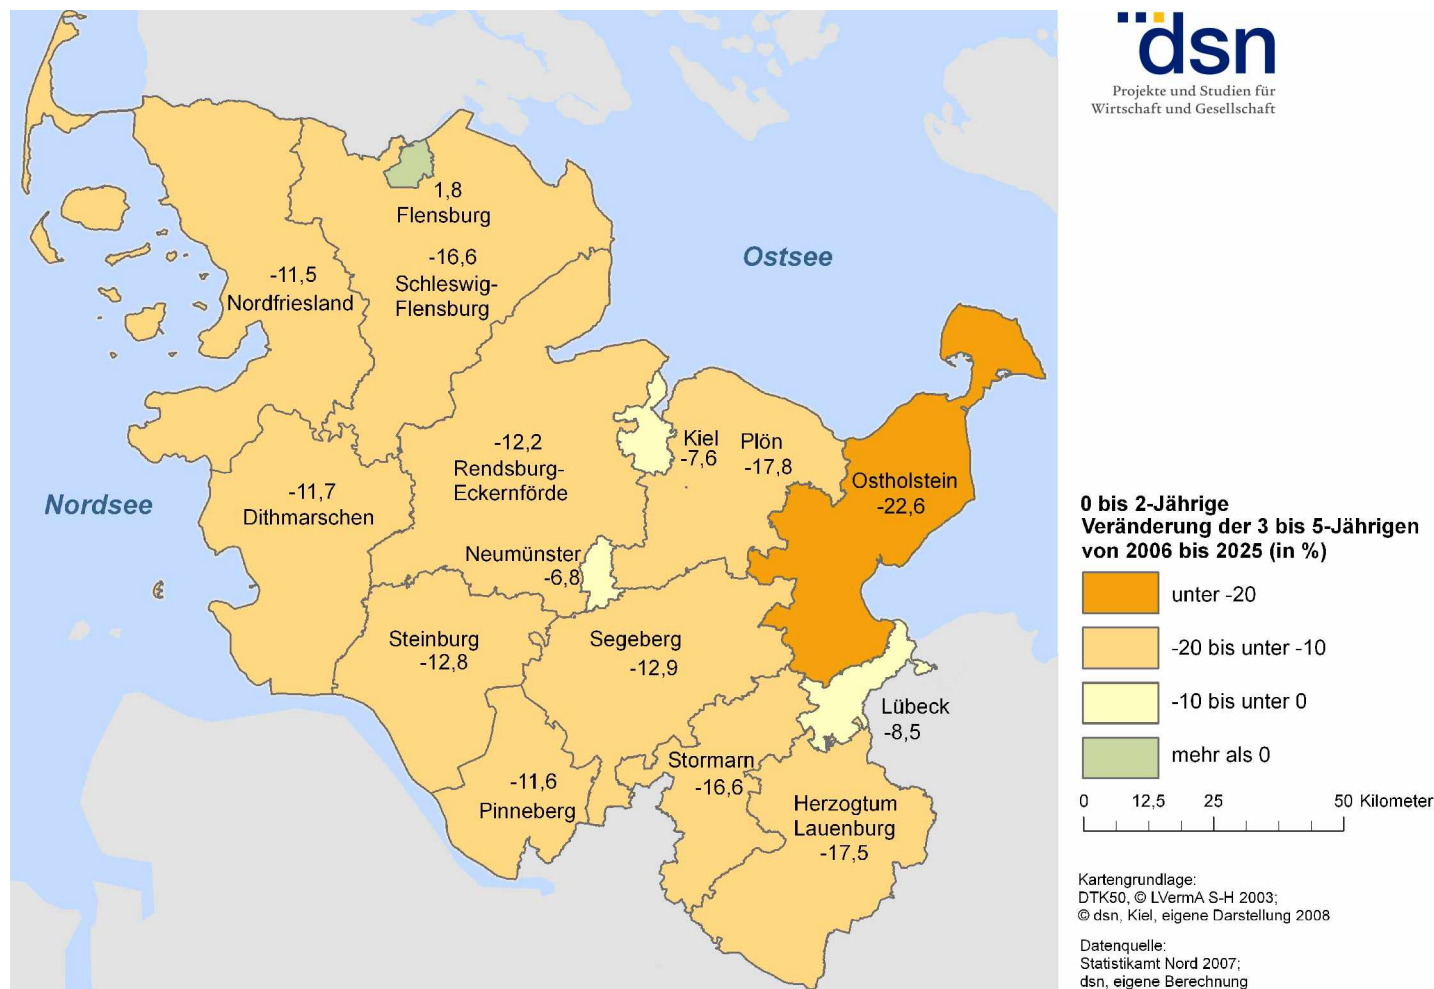 dsn
Projekte und Studien für
Wirtschaft und Gesellschaft
1,8
Flensburg
-16,6
Schleswig-
Flensburg
-11,5
Nordfriesland
Ostsee
Nordsee
-12,2
Rendsburg-
Eckernförde
Kiel
-7,6
Plön
-17,8
Ostholstein
-22,6
-11,7
Dithmarschen
Neumünster
-6,8
Steinburg
-12,8
Segeberg
-12,9
Lübeck
-8,5
Stormarn
-16,6
-11,6
Pinneberg
Herzogtum
Lauenburg
-17,5
0 bis 2-Jährige
Veränderung der 3 bis 5-Jährigen
von 2006 bis 2025 (in %)
unter -20
-20 bis unter -10
-10 bis unter 0
mehr als 0
0 12,5 25 50 Kilometer
Kartengrundlage:
DTK50, © LVermA S-H 2003;
© dsn, Kiel, eigene Darstellung 2008
Datenquelle:
Statistikamt Nord 2007;
dsn, eigene Berechnung